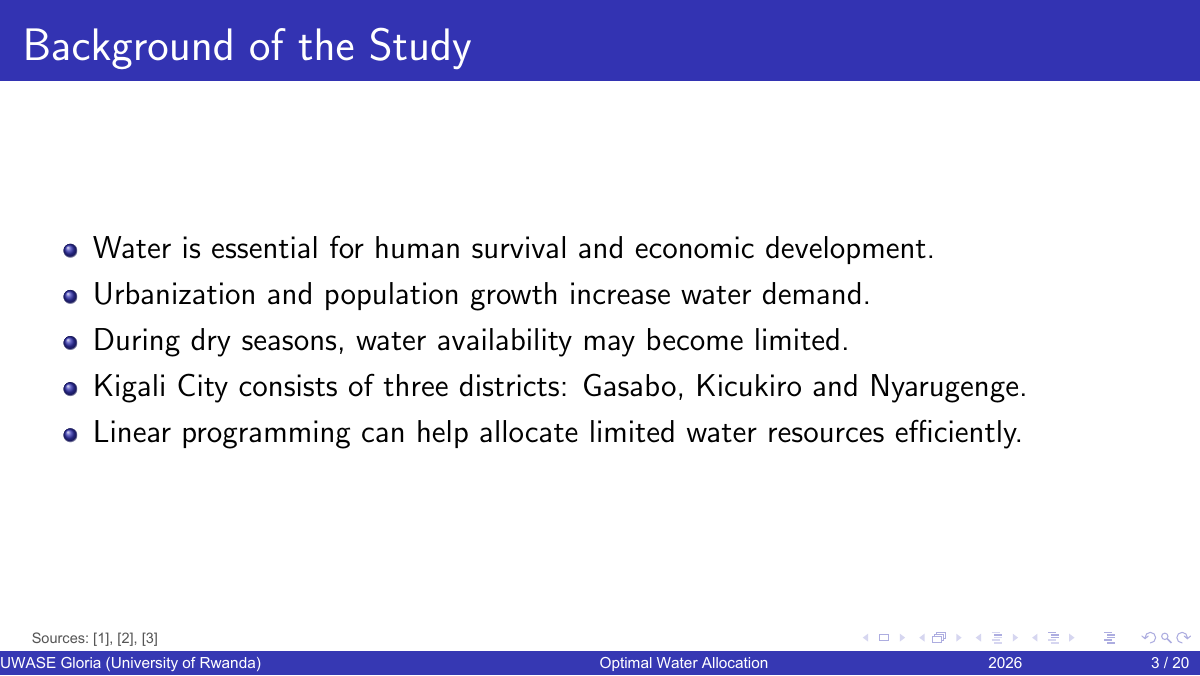 Background of the Study
Water is essential for human survival and economic development.
Urbanization and population growth increase water demand.
During dry seasons, water availability may become limited.
Kigali City consists of three districts: Gasabo, Kicukiro and Nyarugenge.
Linear programming can help allocate limited water resources efficiently.
Sources: [1], [2], [3]
UWASE Gloria (University of Rwanda) Optimal Water Allocation 2026 3 / 20